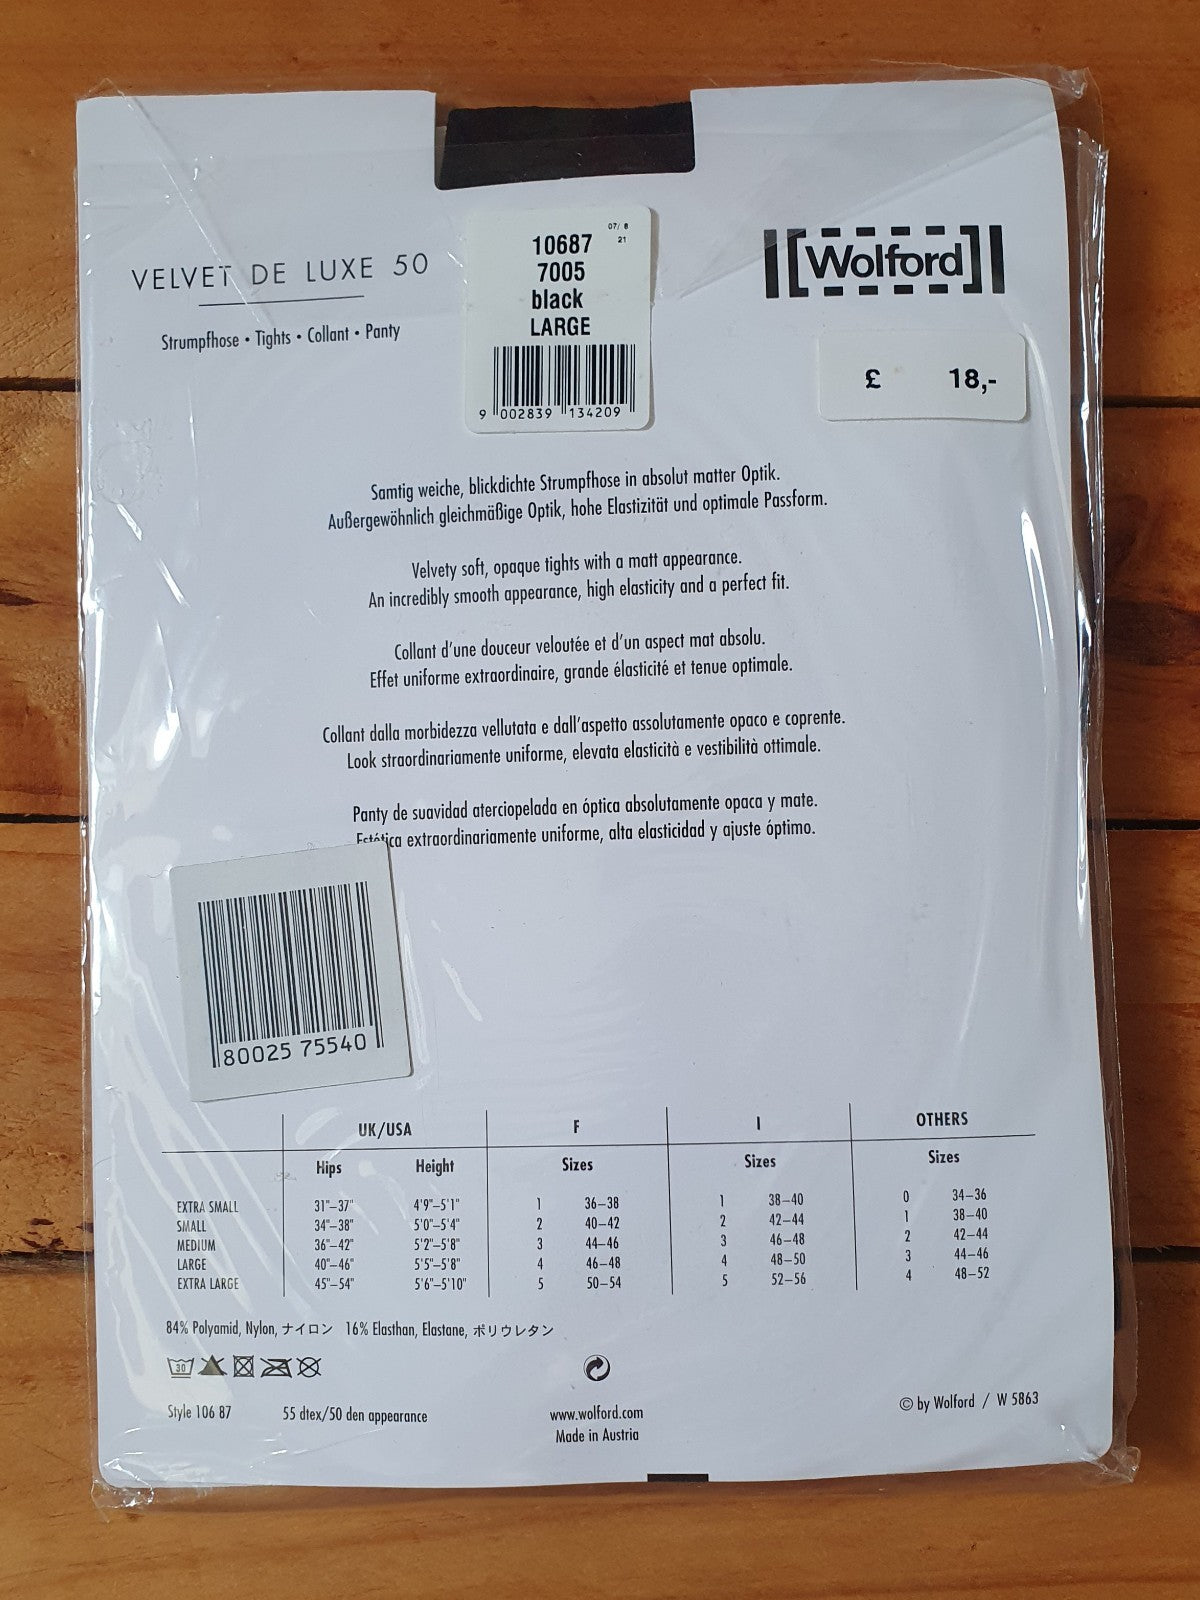 VELVET DE LUXE 50
Strumpfhose • Tights • Collant • Panty
07/ 8
21
10687
7005
black
LARGE
9 002839 134209
Wolford
£ 18,-
Samtig weiche, blickdichte Strumpfhose in absolut matter Optik.
Außergewöhnlich gleichmäßige Optik, hohe Elastizität und optimale Passform.
Velvety soft, opaque tights with a matt appearance.
An incredibly smooth appearance, high elasticity and a perfect fit.
Collant d'une douceur veloutée et d'un aspect mat absolu.
Effet uniforme extraordinaire, grande élasticité et tenue optimale.
Collant dalla morbidezza vellutata e dall'aspetto assolutamente opaco e coprente.
Look straordinariamente uniforme, elevata elasticità e vestibilità ottimale.
Panty de suavidad aterciopelada en óptica absolutamente opaca y mate.
Estética extraordinariamente uniforme, alta elasticidad y ajuste óptimo.
80025 75540
UK/USA F I OTHERS
Hips Height Sizes Sizes Sizes
EXTRA SMALL 31"–37" 4'9"–5'1" 1 36–38 1 38–40 0 34–36
SMALL 34"–38" 5'0"–5'4" 2 40–42 2 42–44 1 38–40
MEDIUM 36"–42" 5'2"–5'8" 3 44–46 3 46–48 2 42–44
LARGE 40"–46" 5'5"–5'8" 4 46–48 4 48–50 3 44–46
EXTRA LARGE 45"–54" 5'6"–5'10" 5 50–54 5 52–56 4 48–52
84% Polyamid, Nylon, ナイロン 16% Elasthan, Elastane, ポリウレタン
30
Style 106 87 55 dtex/50 den appearance
www.wolford.com
Made in Austria
© by Wolford / W 5863